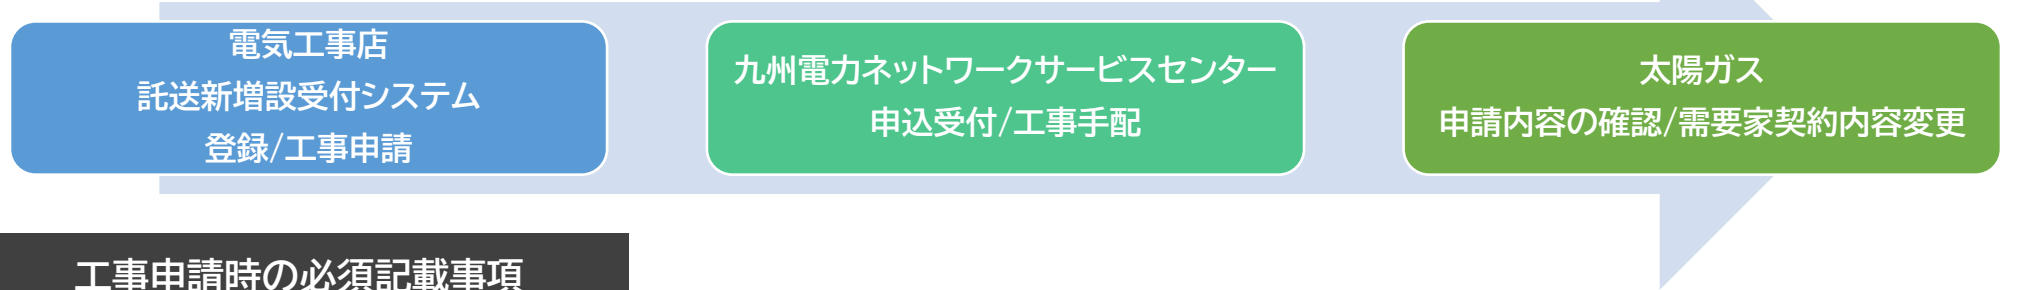 電気工事店
託送新増設受付システム
登録/工事申請
九州電力ネットワークサービスセンター
申込受付/工事手配
太陽ガス
申請内容の確認/需要家契約内容変更
工事申請時の必須記載事項